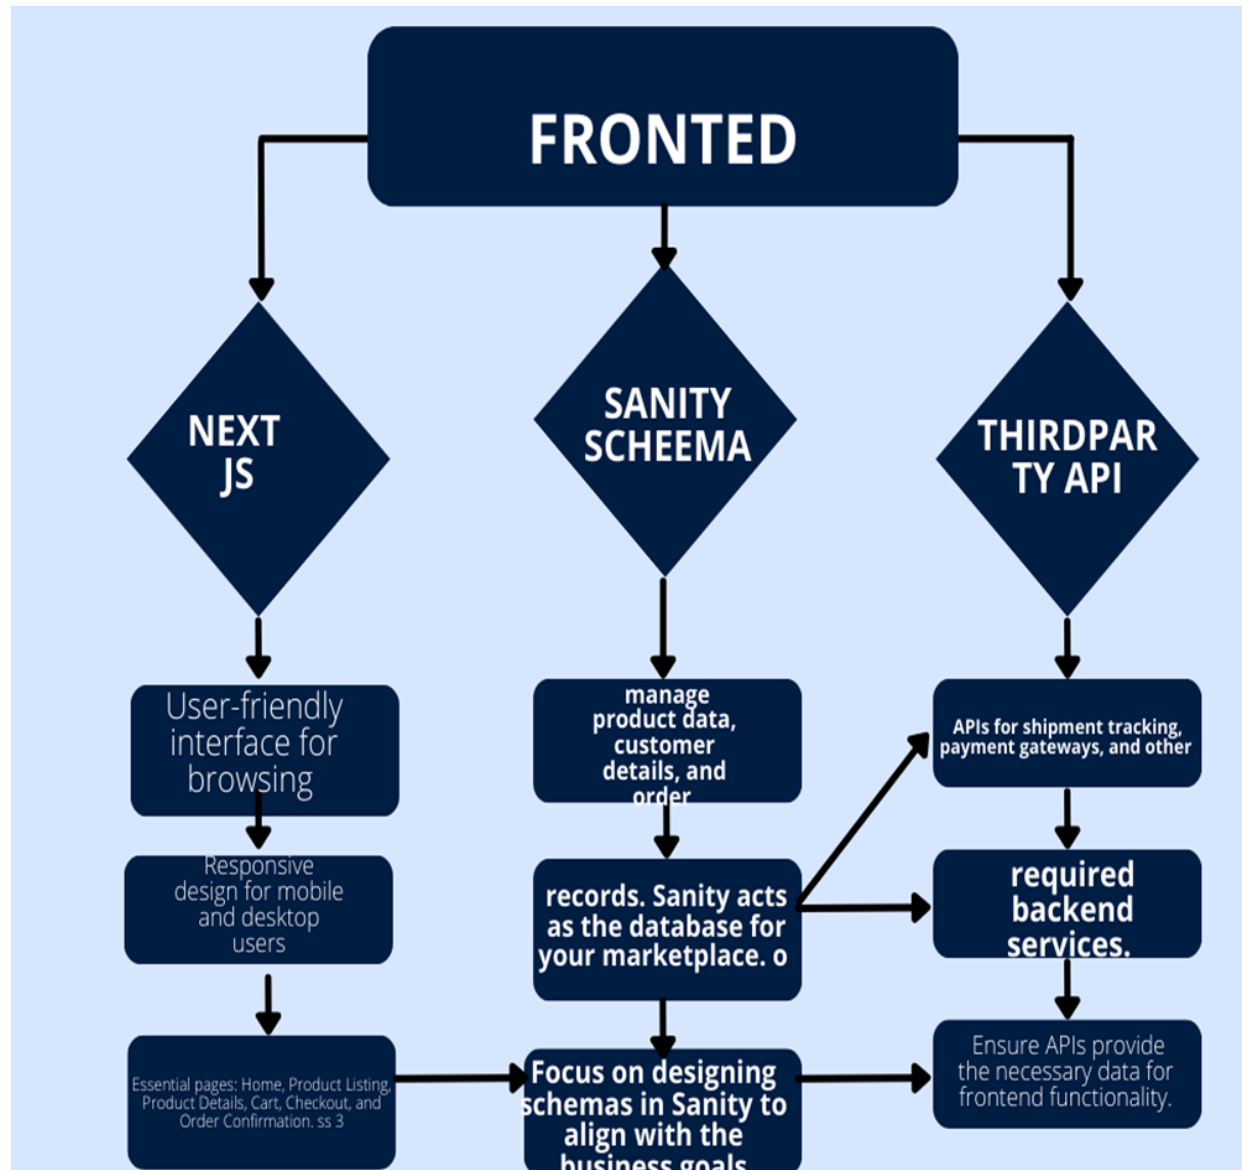 FRONTED
NEXT
JS
SANITY
SCHEEMA
THIRDPAR
TY API
User-friendly
interface for
browsing
Responsive
design for mobile
and desktop
users
Essential pages: Home, Product Listing,
Product Details, Cart, Checkout, and
Order Confirmation. ss 3
manage
product data,
customer
details, and
order
records. Sanity acts
as the database for
your marketplace. o
Focus on designing
schemas in Sanity to
align with the
business goals
APIs for shipment tracking,
payment gateways, and other
required
backend
services.
Ensure APIs provide
the necessary data for
frontend functionality.